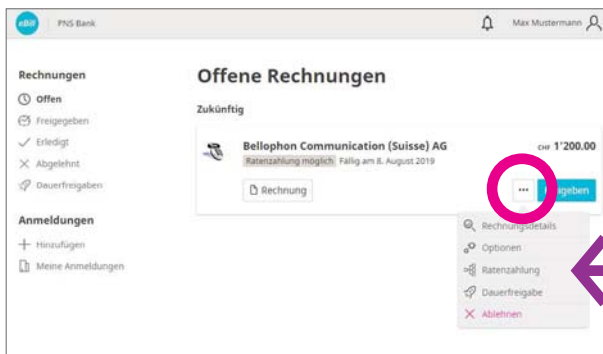 eBill PNS Bank Max Mustermann
Rechnungen
Offen
Freigegeben
Erledigt
Abgelehnt
Dauerfreigaben
Anmeldungen
Hinzufügen
Meine Anmeldungen
Offene Rechnungen
Zukünftig
Bellophon Communication (Suisse) AG CHF 1'200.00
Ratenzahlung möglich Fällig am 8. August 2019
Rechnung ... geben
Rechnungsdetails
Optionen
Ratenzahlung
Dauerfreigabe
Ablehnen